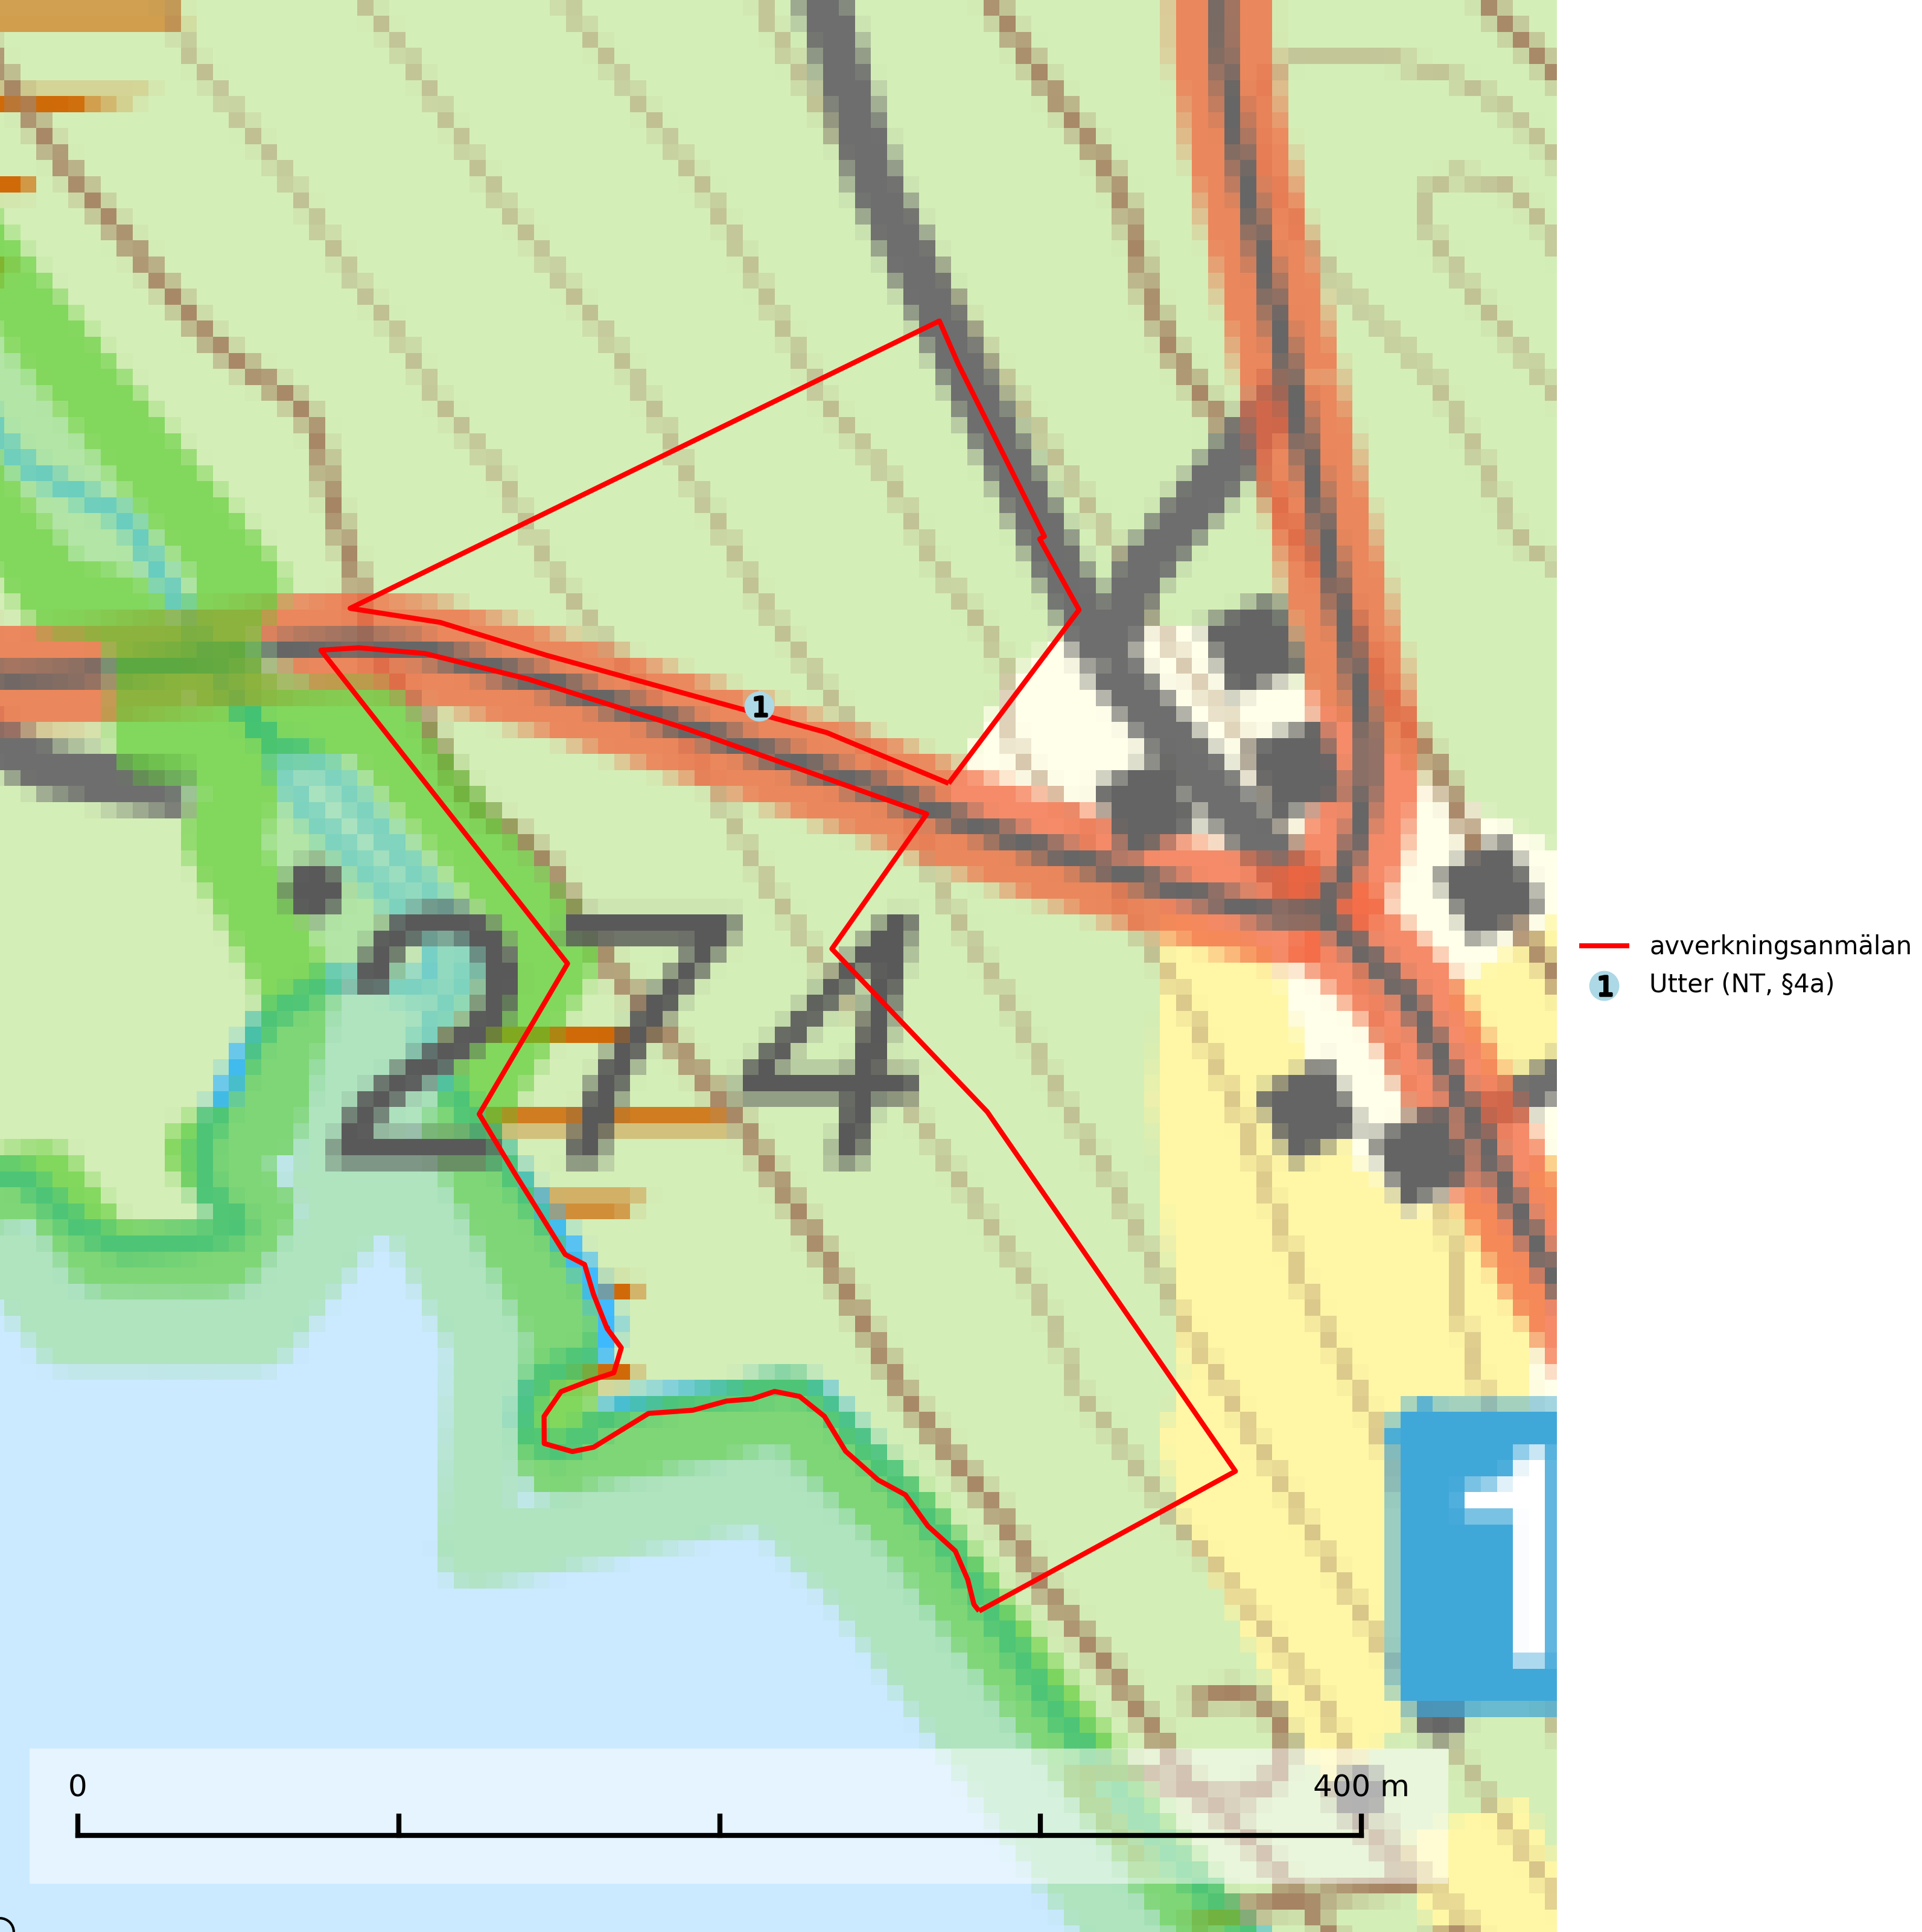 1
274
avverkningsanmälan
1 Utter (NT, §4a)
1
0 400 m